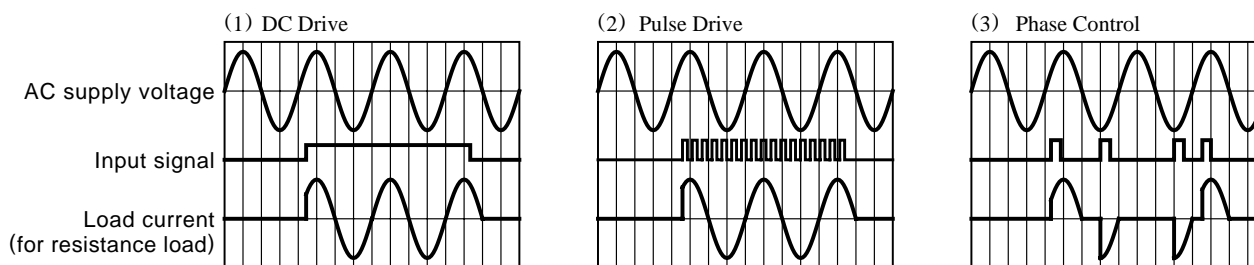 (1) DC Drive
(2) Pulse Drive
(3) Phase Control
AC supply voltage
Input signal
Load current
(for resistance load)